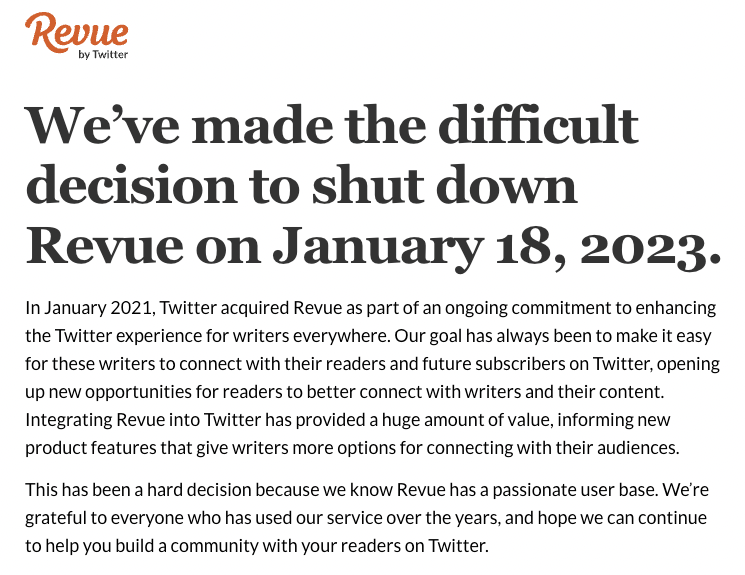 Revue
by Twitter
We’ve made the difficult
decision to shut down
Revue on January 18, 2023.
In January 2021, Twitter acquired Revue as part of an ongoing commitment to enhancing
the Twitter experience for writers everywhere. Our goal has always been to make it easy
for these writers to connect with their readers and future subscribers on Twitter, opening
up new opportunities for readers to better connect with writers and their content.
Integrating Revue into Twitter has provided a huge amount of value, informing new
product features that give writers more options for connecting with their audiences.
This has been a hard decision because we know Revue has a passionate user base. We’re
grateful to everyone who has used our service over the years, and hope we can continue
to help you build a community with your readers on Twitter.